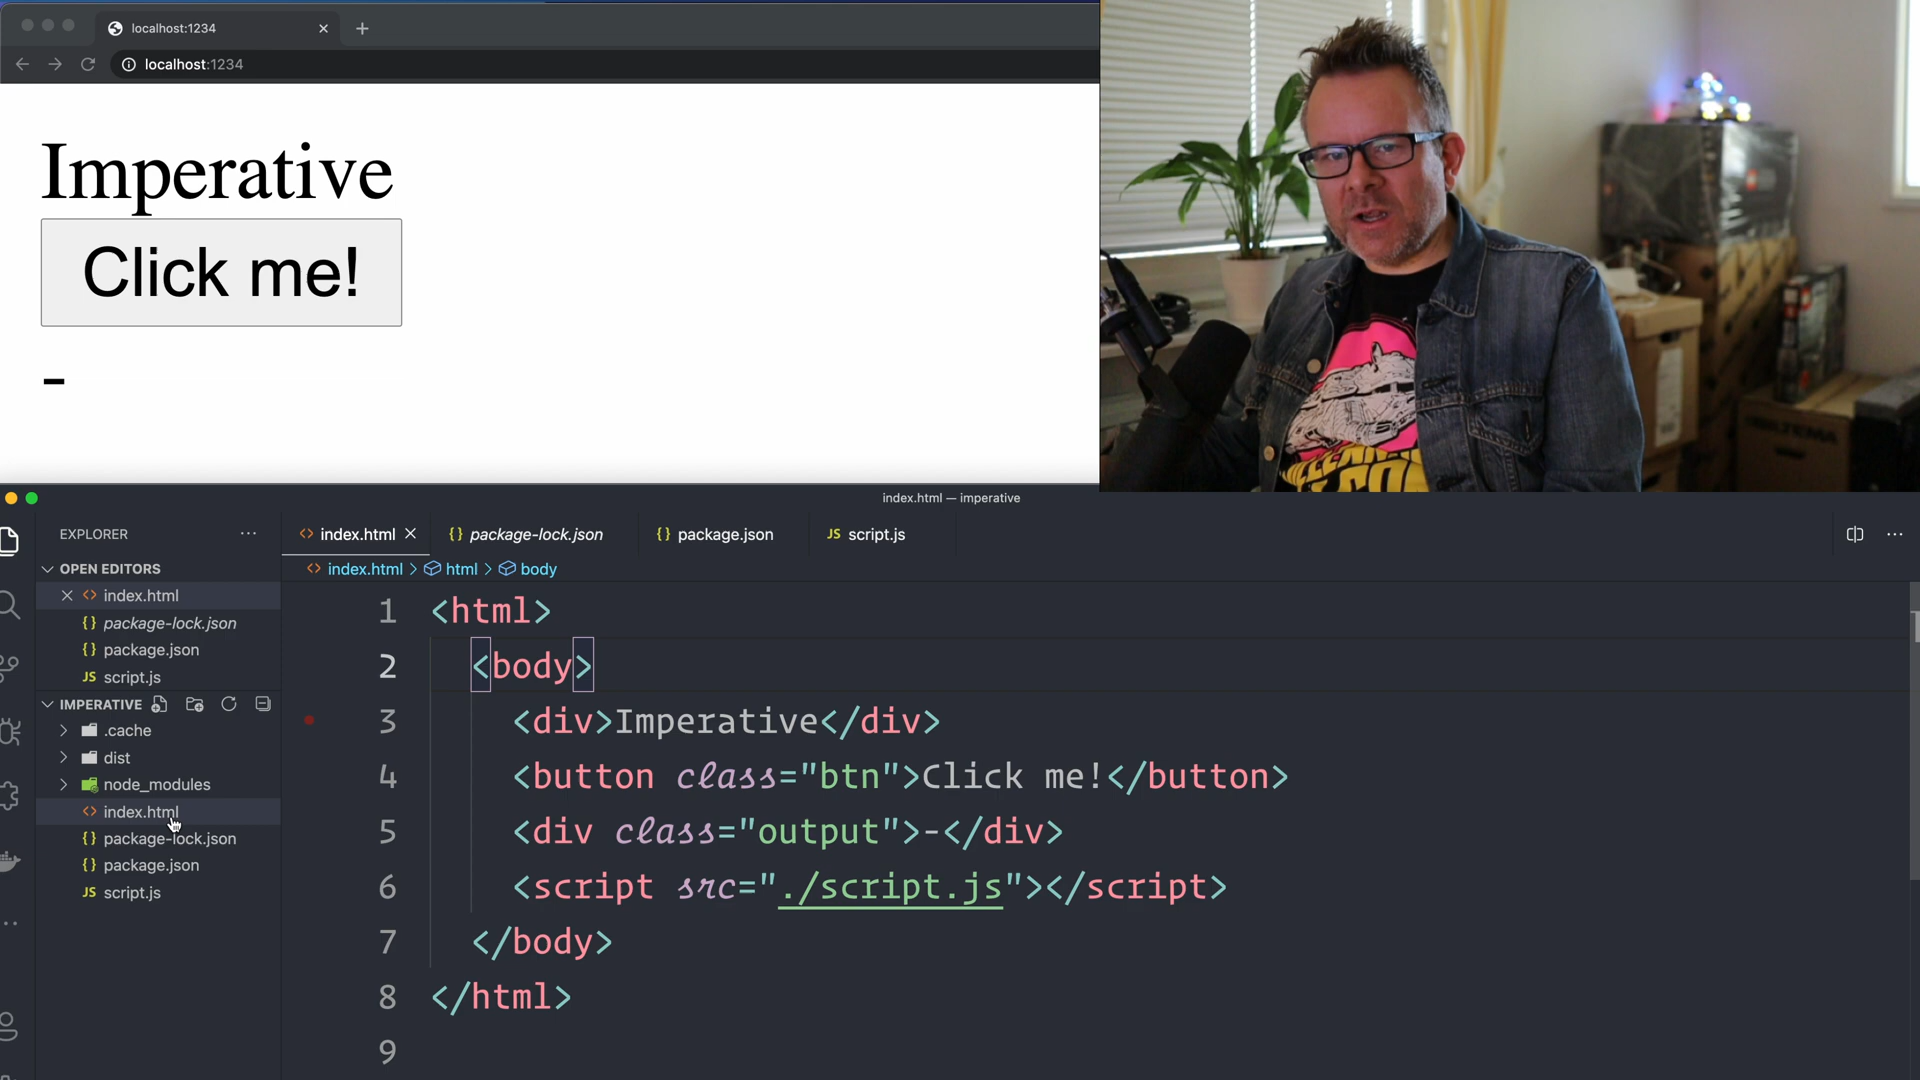 localhost:1234
localhost:1234
Imperative
Click me!
-
index.html — imperative
EXPLORER
OPEN EDITORS
index.html
package-lock.json
package.json
script.js
IMPERATIVE
.cache
dist
node_modules
index.html
package-lock.json
package.json
script.js
index.html
package-lock.json
package.json
JS script.js
index.html > html > body
1 <html>
2 <body>
3 <div>Imperative</div>
4 <button class="btn">Click me!</button>
5 <div class="output">-</div>
6 <script src="./script.js"></script>
7 </body>
8 </html>
9